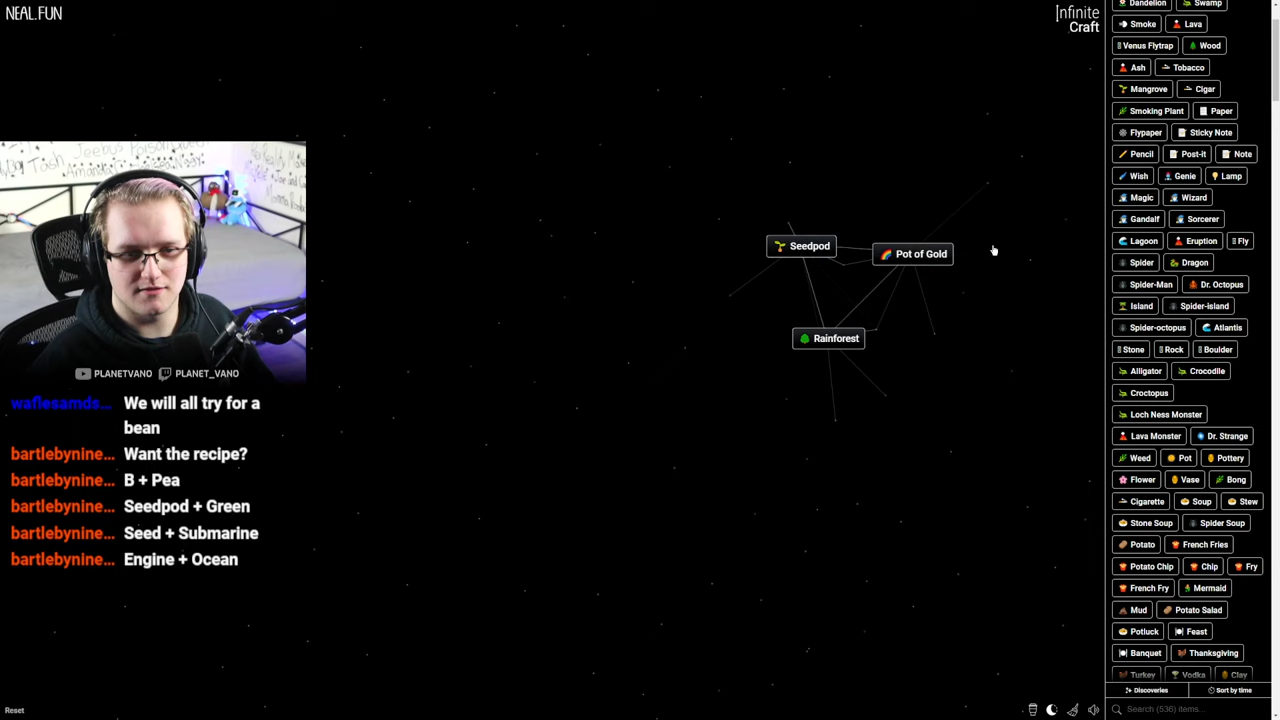 NEAL.FUN
Infinite
Craft
Seedpod
Pot of Gold
Rainforest
PLANETVANO PLANET_VANO
waflesamds... We will all try for a
bean
bartlebynine... Want the recipe?
bartlebynine... B + Pea
bartlebynine... Seedpod + Green
bartlebynine... Seed + Submarine
bartlebynine... Engine + Ocean
Reset
Dandelion Swamp
Smoke Lava
Venus Flytrap Wood
Ash Tobacco
Mangrove Cigar
Smoking Plant Paper
Flypaper Sticky Note
Pencil Post-it Note
Wish Genie Lamp
Magic Wizard
Gandalf Sorcerer
Lagoon Eruption Fly
Spider Dragon
Spider-Man Dr. Octopus
Island Spider-island
Spider-octopus Atlantis
Stone Rock Boulder
Alligator Crocodile
Croctopus
Loch Ness Monster
Lava Monster Dr. Strange
Weed Pot Pottery
Flower Vase Bong
Cigarette Soup Stew
Stone Soup Spider Soup
Potato French Fries
Potato Chip Chip Fry
French Fry Mermaid
Mud Potato Salad
Potluck Feast
Banquet Thanksgiving
Turkey Vodka Clay
Discoveries Sort by time
Search (536) items...